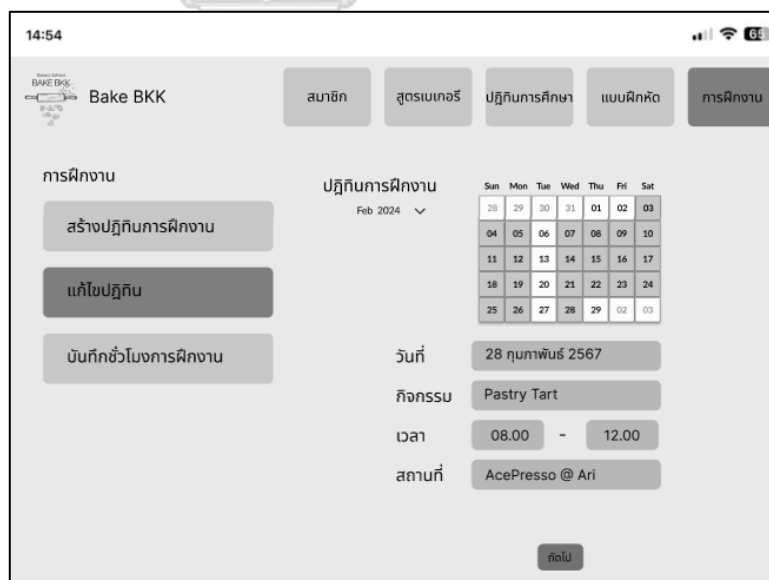 14:54
BAKE BKK
Bake BKK
สมาชิก
สูตรเบเกอรี
ปฎิทินการศึกษา
แบบฝึกหัด
การฝึกงาน
การฝึกงาน
สร้างปฎิทินการฝึกงาน
แก้ไขปฎิทิน
บันทึกชั่วโมงการฝึกงาน
ปฎิทินการฝึกงาน
Feb 2024
Sun Mon Tue Wed Thu Fri Sat
28 29 30 31 01 02 03
04 05 06 07 08 09 10
11 12 13 14 15 16 17
18 19 20 21 22 23 24
25 26 27 28 29 02 03
วันที่ 28 กุมภาพันธ์ 2567
กิจกรรม Pastry Tart
เวลา 08.00 - 12.00
สถานที่ AcePresso @ Ari
ถัดไป